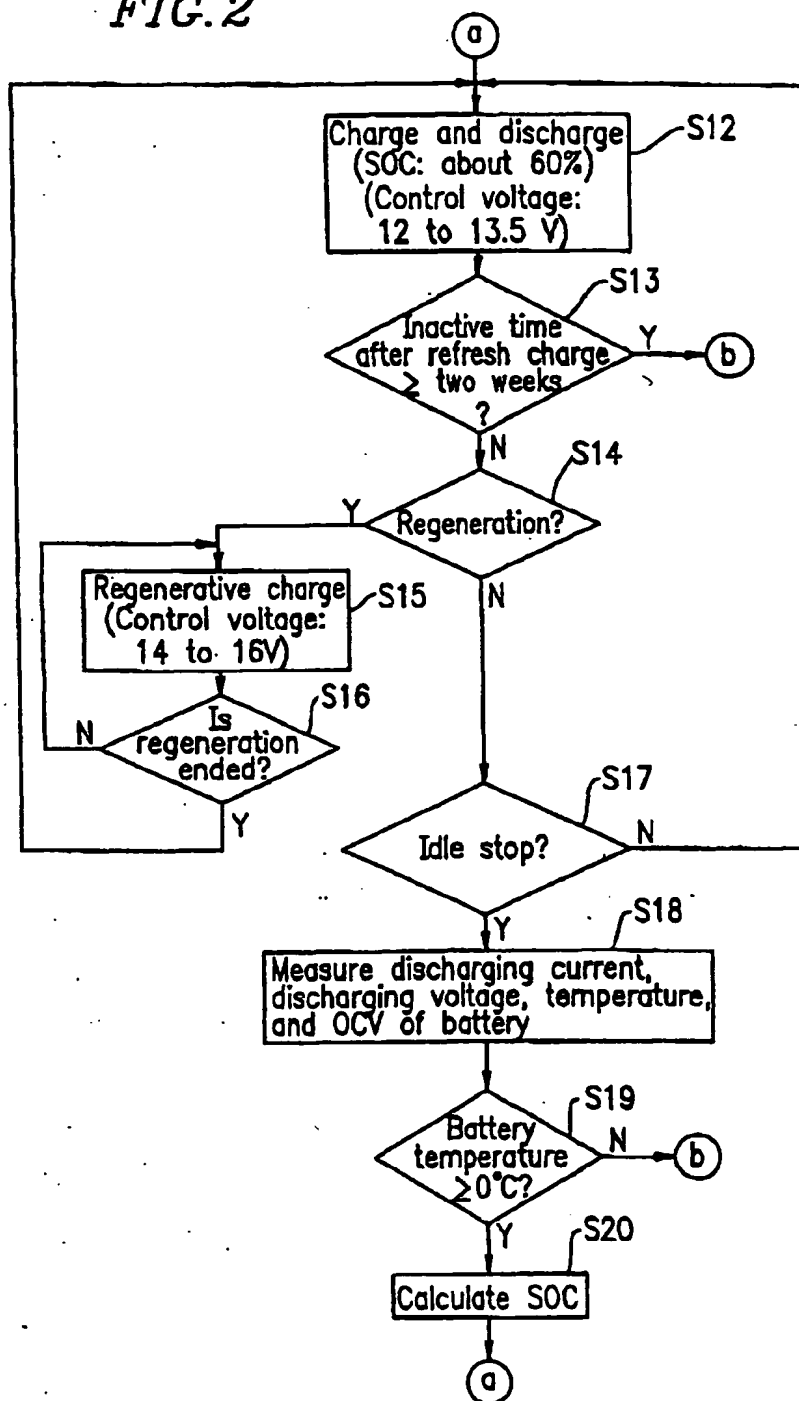 FIG. 2
a
Charge and discharge
(SOC: about 60%)
(Control voltage:
12 to 13.5 V)
S12
Inactive time
after refresh charge
≥ two weeks
?
S13
Y
b
N
Regeneration?
S14
Y
N
Regenerative charge
(Control voltage:
14 to 16V)
S15
Is
regeneration
ended?
S16
N
Y
Idle stop?
S17
N
Y
Measure discharging current,
discharging voltage, temperature,
and OCV of battery
S18
Battery
temperature
≥0°C?
S19
N
b
Y
Calculate SOC
S20
a